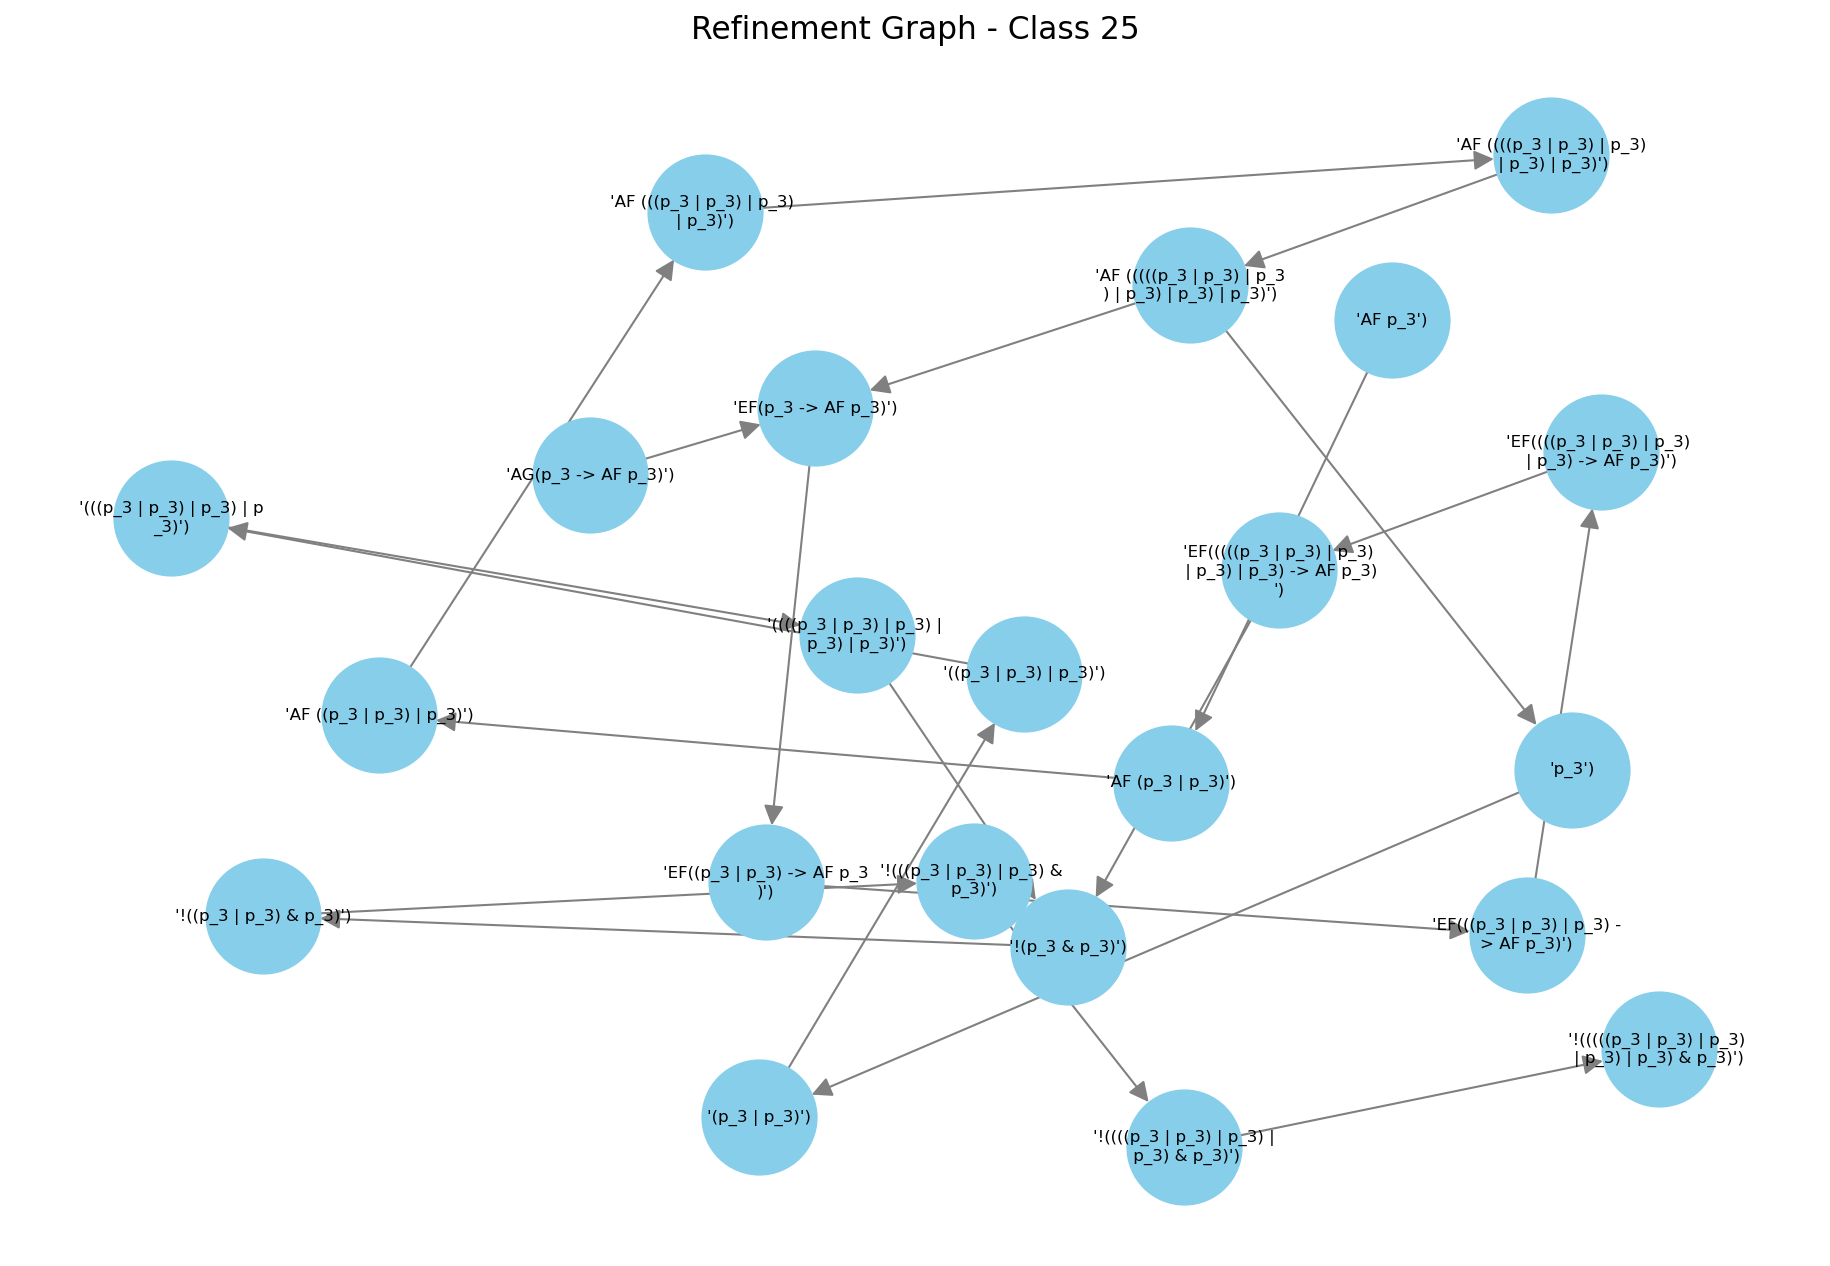 Refinement Graph - Class 25
'AF ((((p_3 | p_3) | p_3)
| p_3) | p_3)')
'AF (((p_3 | p_3) | p_3)
| p_3)')
'AF (((((p_3 | p_3) | p_3
) | p_3) | p_3) | p_3)')
'AF p_3')
'EF(p_3 -> AF p_3)')
'EF((((p_3 | p_3) | p_3)
| p_3) -> AF p_3)')
'AG(p_3 -> AF p_3)')
'(((p_3 | p_3) | p_3) | p
_3)')
'EF(((((p_3 | p_3) | p_3)
| p_3) | p_3) -> AF p_3)
')
'((((p_3 | p_3) | p_3) |
p_3) | p_3)')
'((p_3 | p_3) | p_3)')
'AF ((p_3 | p_3) | p_3)')
'AF (p_3 | p_3)')
'p_3')
'EF((p_3 | p_3) -> AF p_3
)')
'!(((p_3 | p_3) | p_3) &
p_3)')
'!((p_3 | p_3) & p_3)')
'!(p_3 & p_3)')
'EF(((p_3 | p_3) | p_3) -
> AF p_3)')
'!(((((p_3 | p_3) | p_3)
| p_3) | p_3) & p_3)')
'(p_3 | p_3)')
'!((((p_3 | p_3) | p_3) |
p_3) & p_3)')